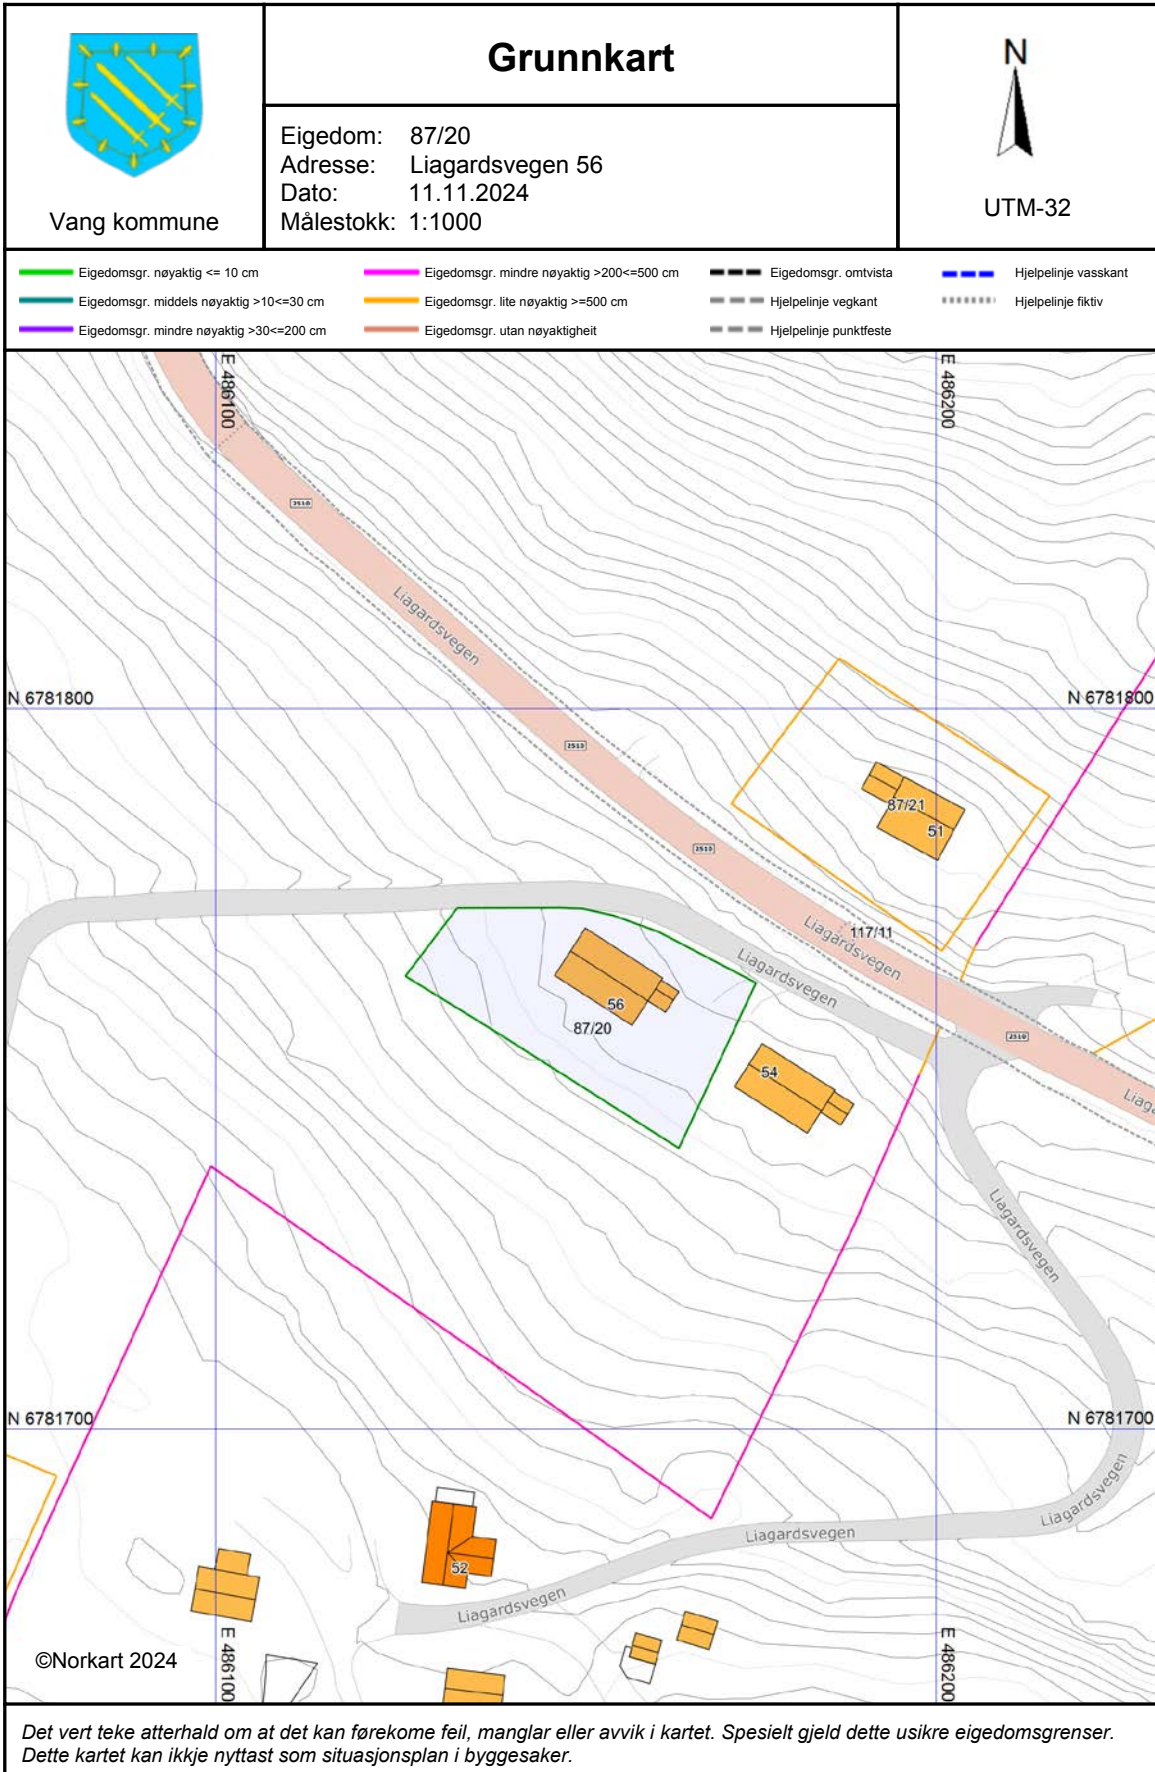 Vang kommune
Grunnkart
Eigedom: 87/20
Adresse: Liagardsvegen 56
Dato: 11.11.2024
Målestokk: 1:1000
N
UTM-32
Eigedomsgr. nøyaktig <= 10 cm
Eigedomsgr. middels nøyaktig >10<=30 cm
Eigedomsgr. mindre nøyaktig >30<=200 cm
Eigedomsgr. mindre nøyaktig >200<=500 cm
Eigedomsgr. lite nøyaktig >=500 cm
Eigedomsgr. utan nøyaktigheit
Eigedomsgr. omtvista
Hjelpelinje vegkant
Hjelpelinje punktfeste
Hjelpelinje vasskant
Hjelpelinje fiktiv
E 486100
E 486200
2510
Liagardsvegen
N 6781800
N 6781800
2510
87/21
51
2510
Liagardsvegen
117/11
Liagardsvegen
56
87/20
2510
54
Liaga
Liagardsvegen
N 6781700
N 6781700
Liagardsvegen
Liagardsvegen
52
Liagardsvegen
E 486100
E 486200
©Norkart 2024
Det vert teke atterhald om at det kan førekome feil, manglar eller avvik i kartet. Spesielt gjeld dette usikre eigedomsgrenser.
Dette kartet kan ikkje nyttast som situasjonsplan i byggesaker.